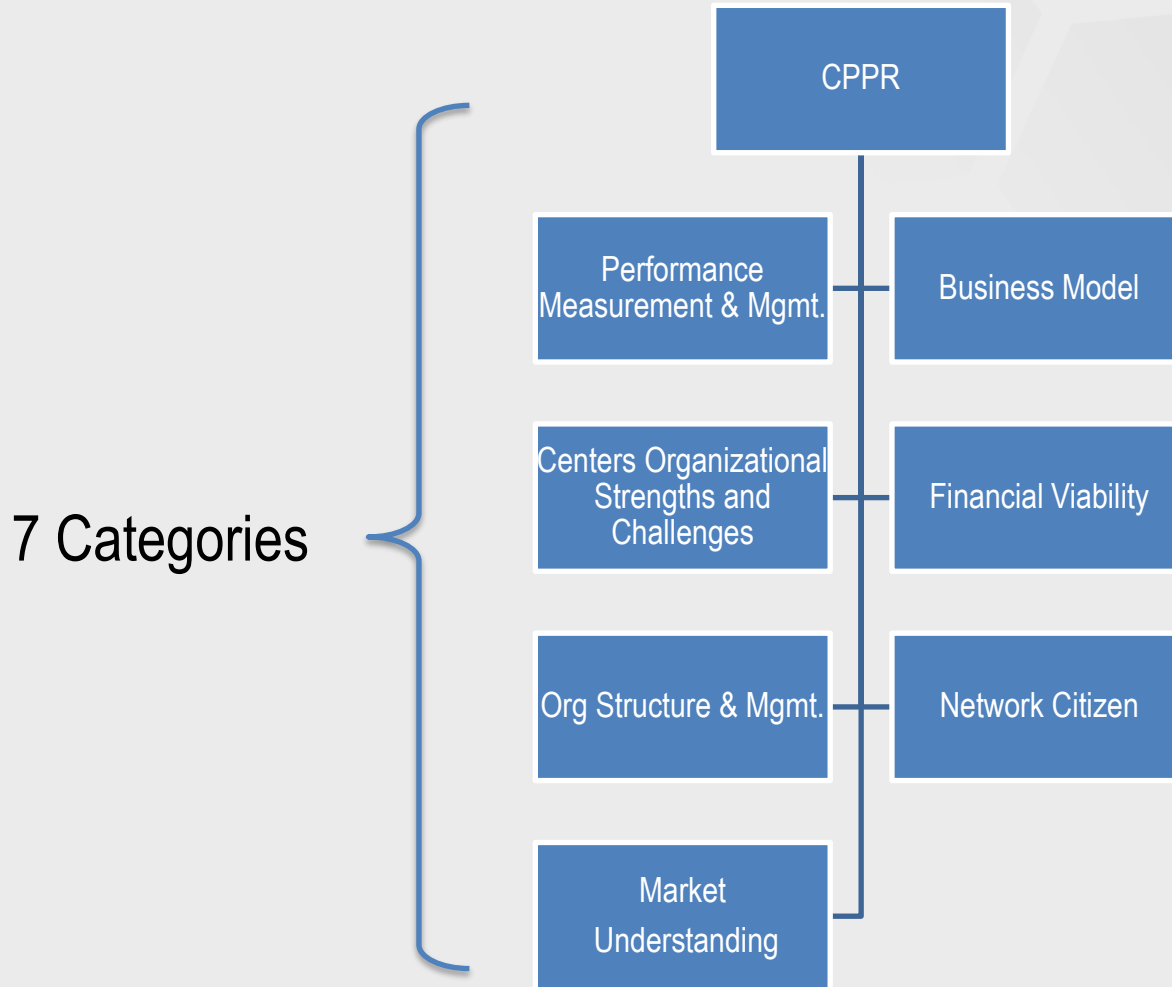 CPPR
Performance
Measurement & Mgmt.
Business Model
Centers Organizational
Strengths and
Challenges
Financial Viability
7 Categories
Org Structure & Mgmt.
Network Citizen
Market
Understanding